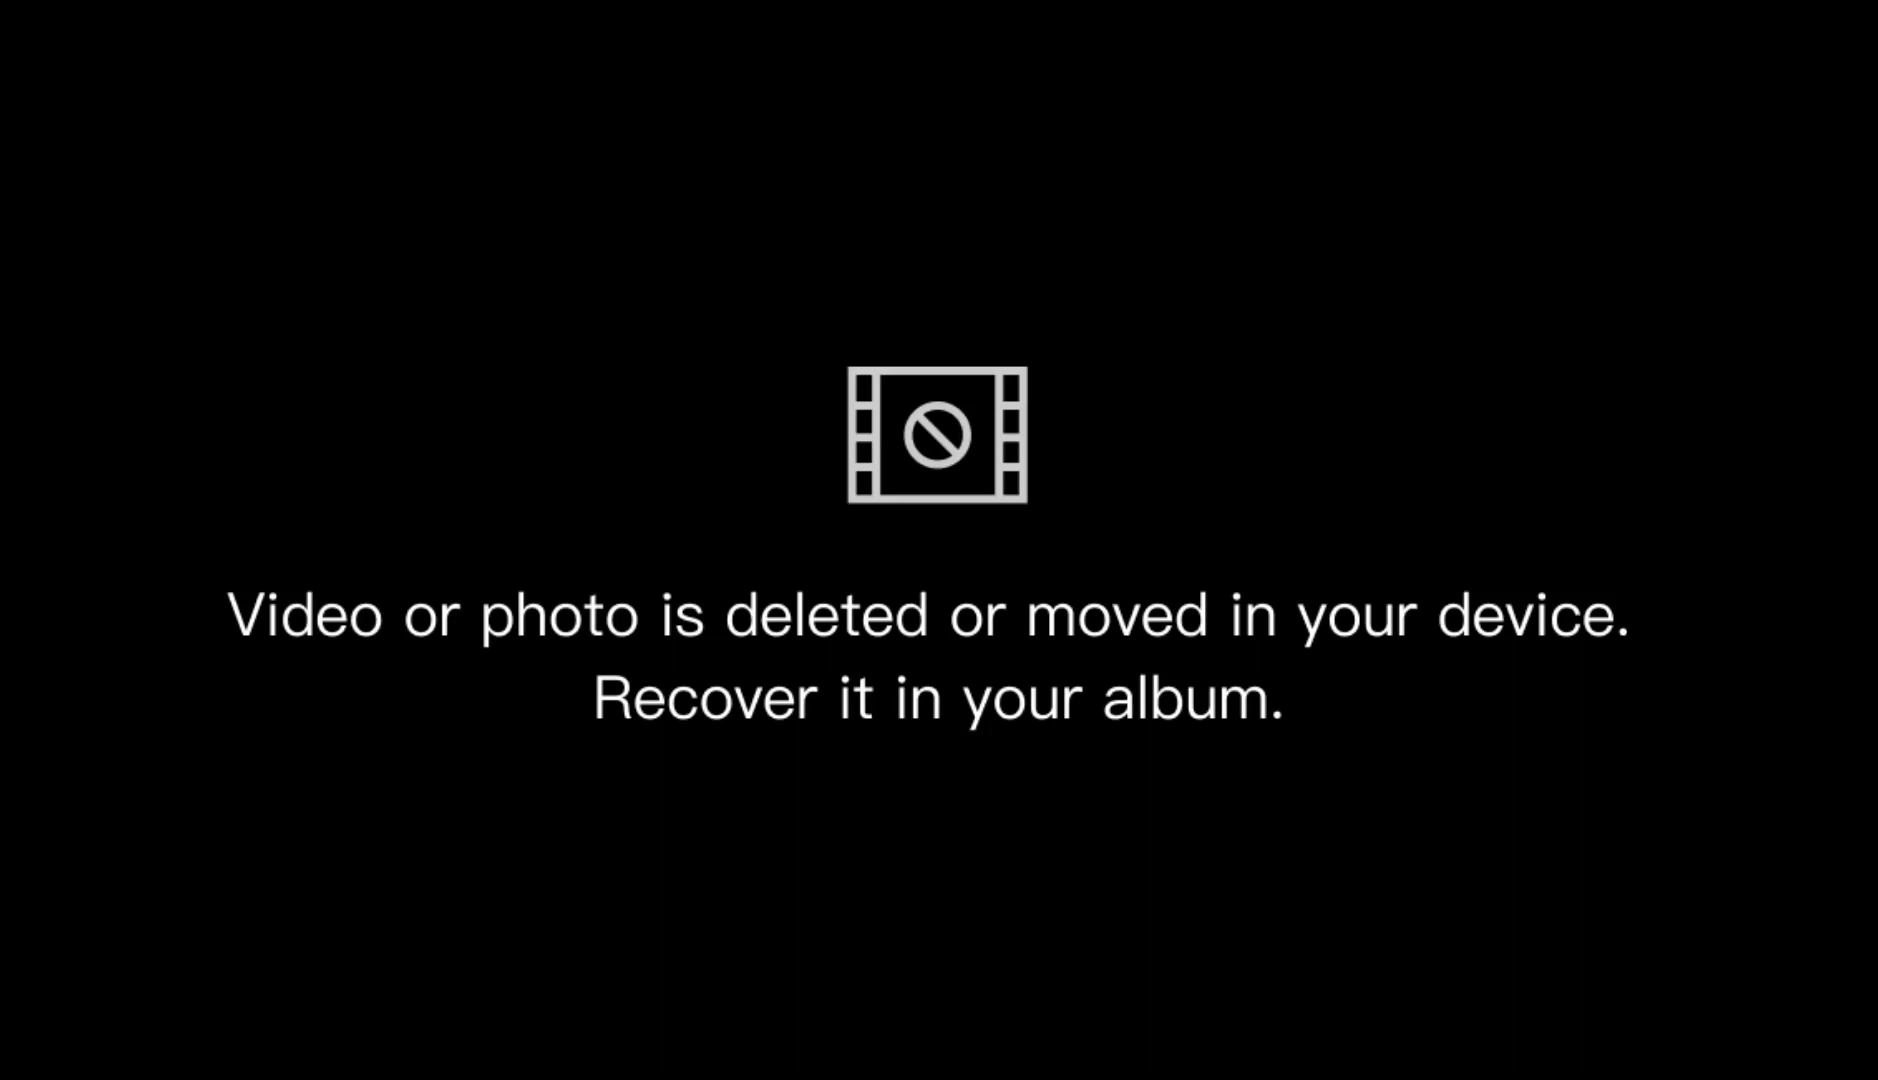 Video or photo is deleted or moved in your device.
Recover it in your album.